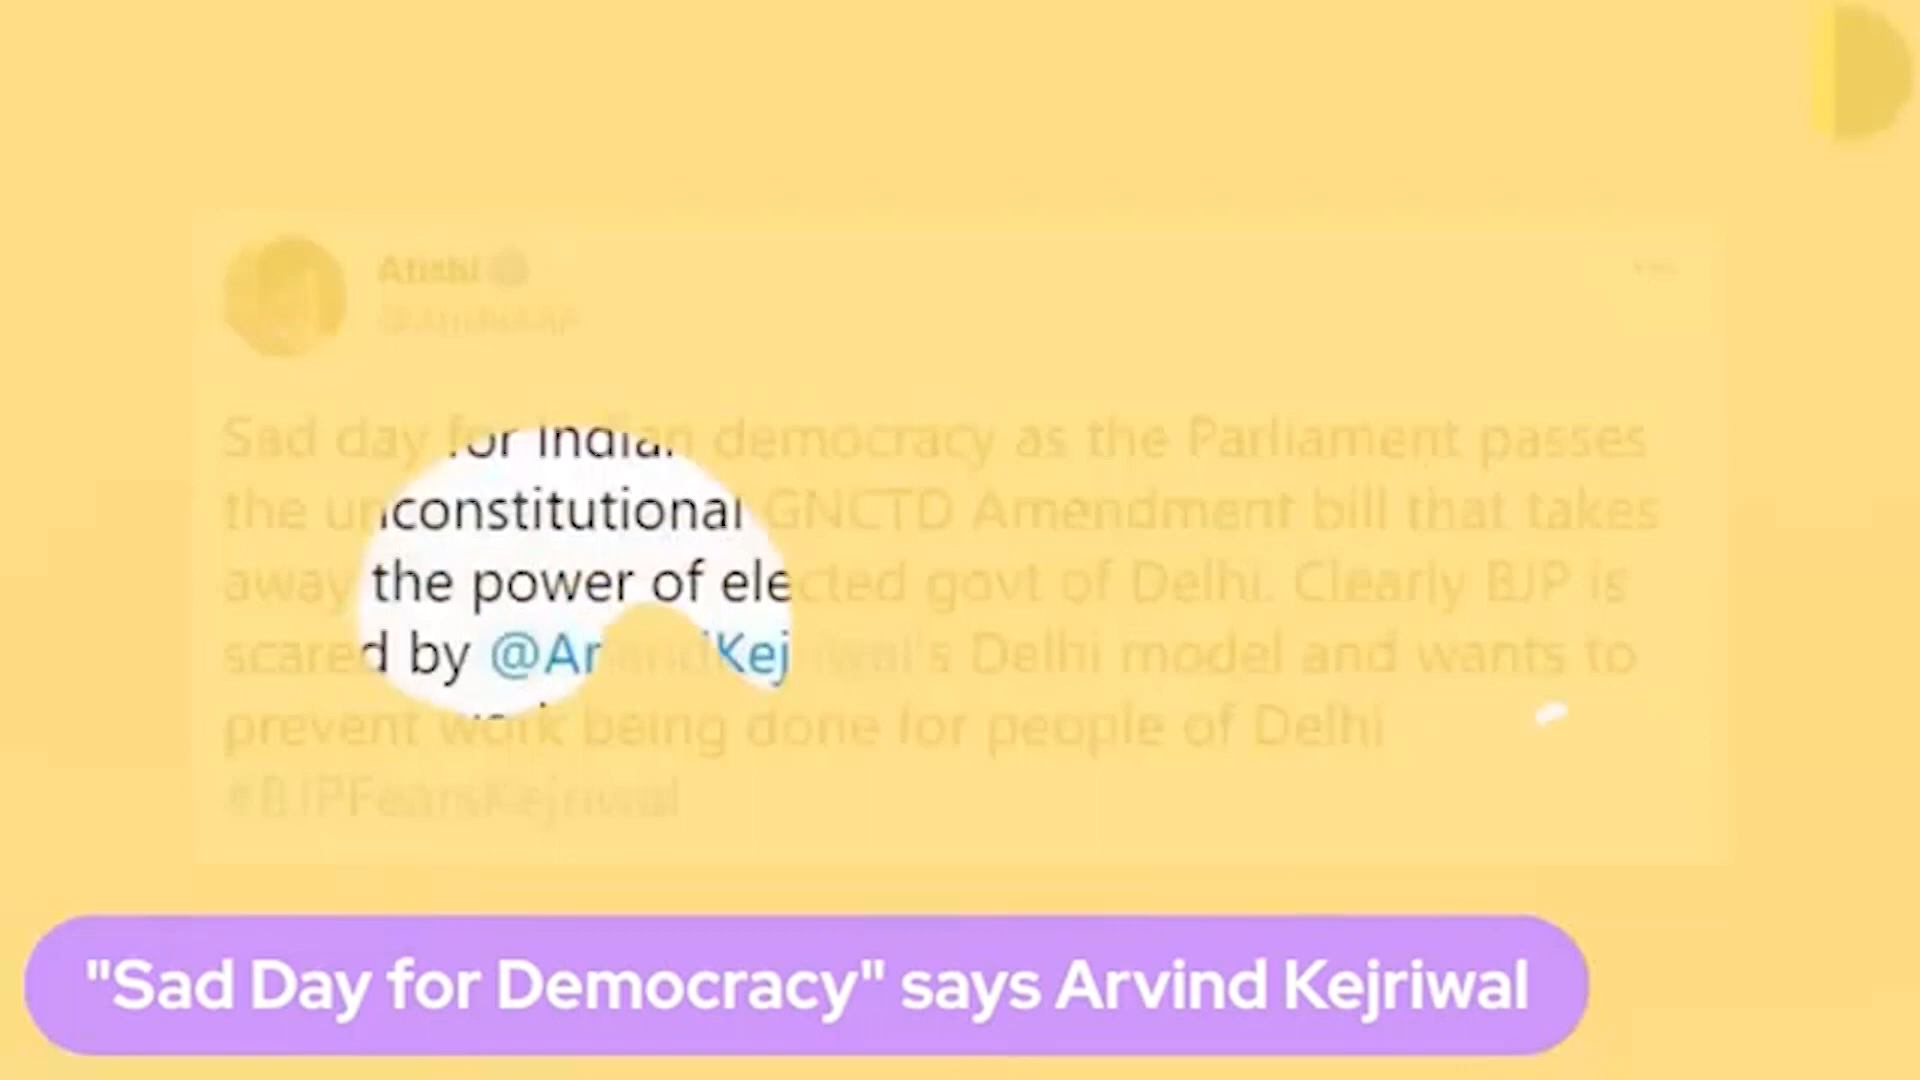 Atishi
@AtishiAAP
Sad day for Indian democracy as the Parliament passes
the unconstitutional GNCTD Amendment bill that takes
away the power of elected govt of Delhi. Clearly BJP is
scared by @ArvindKejriwal's Delhi model and wants to
prevent work being done for people of Delhi
#BJPFearsKejriwal
"Sad Day for Democracy" says Arvind Kejriwal